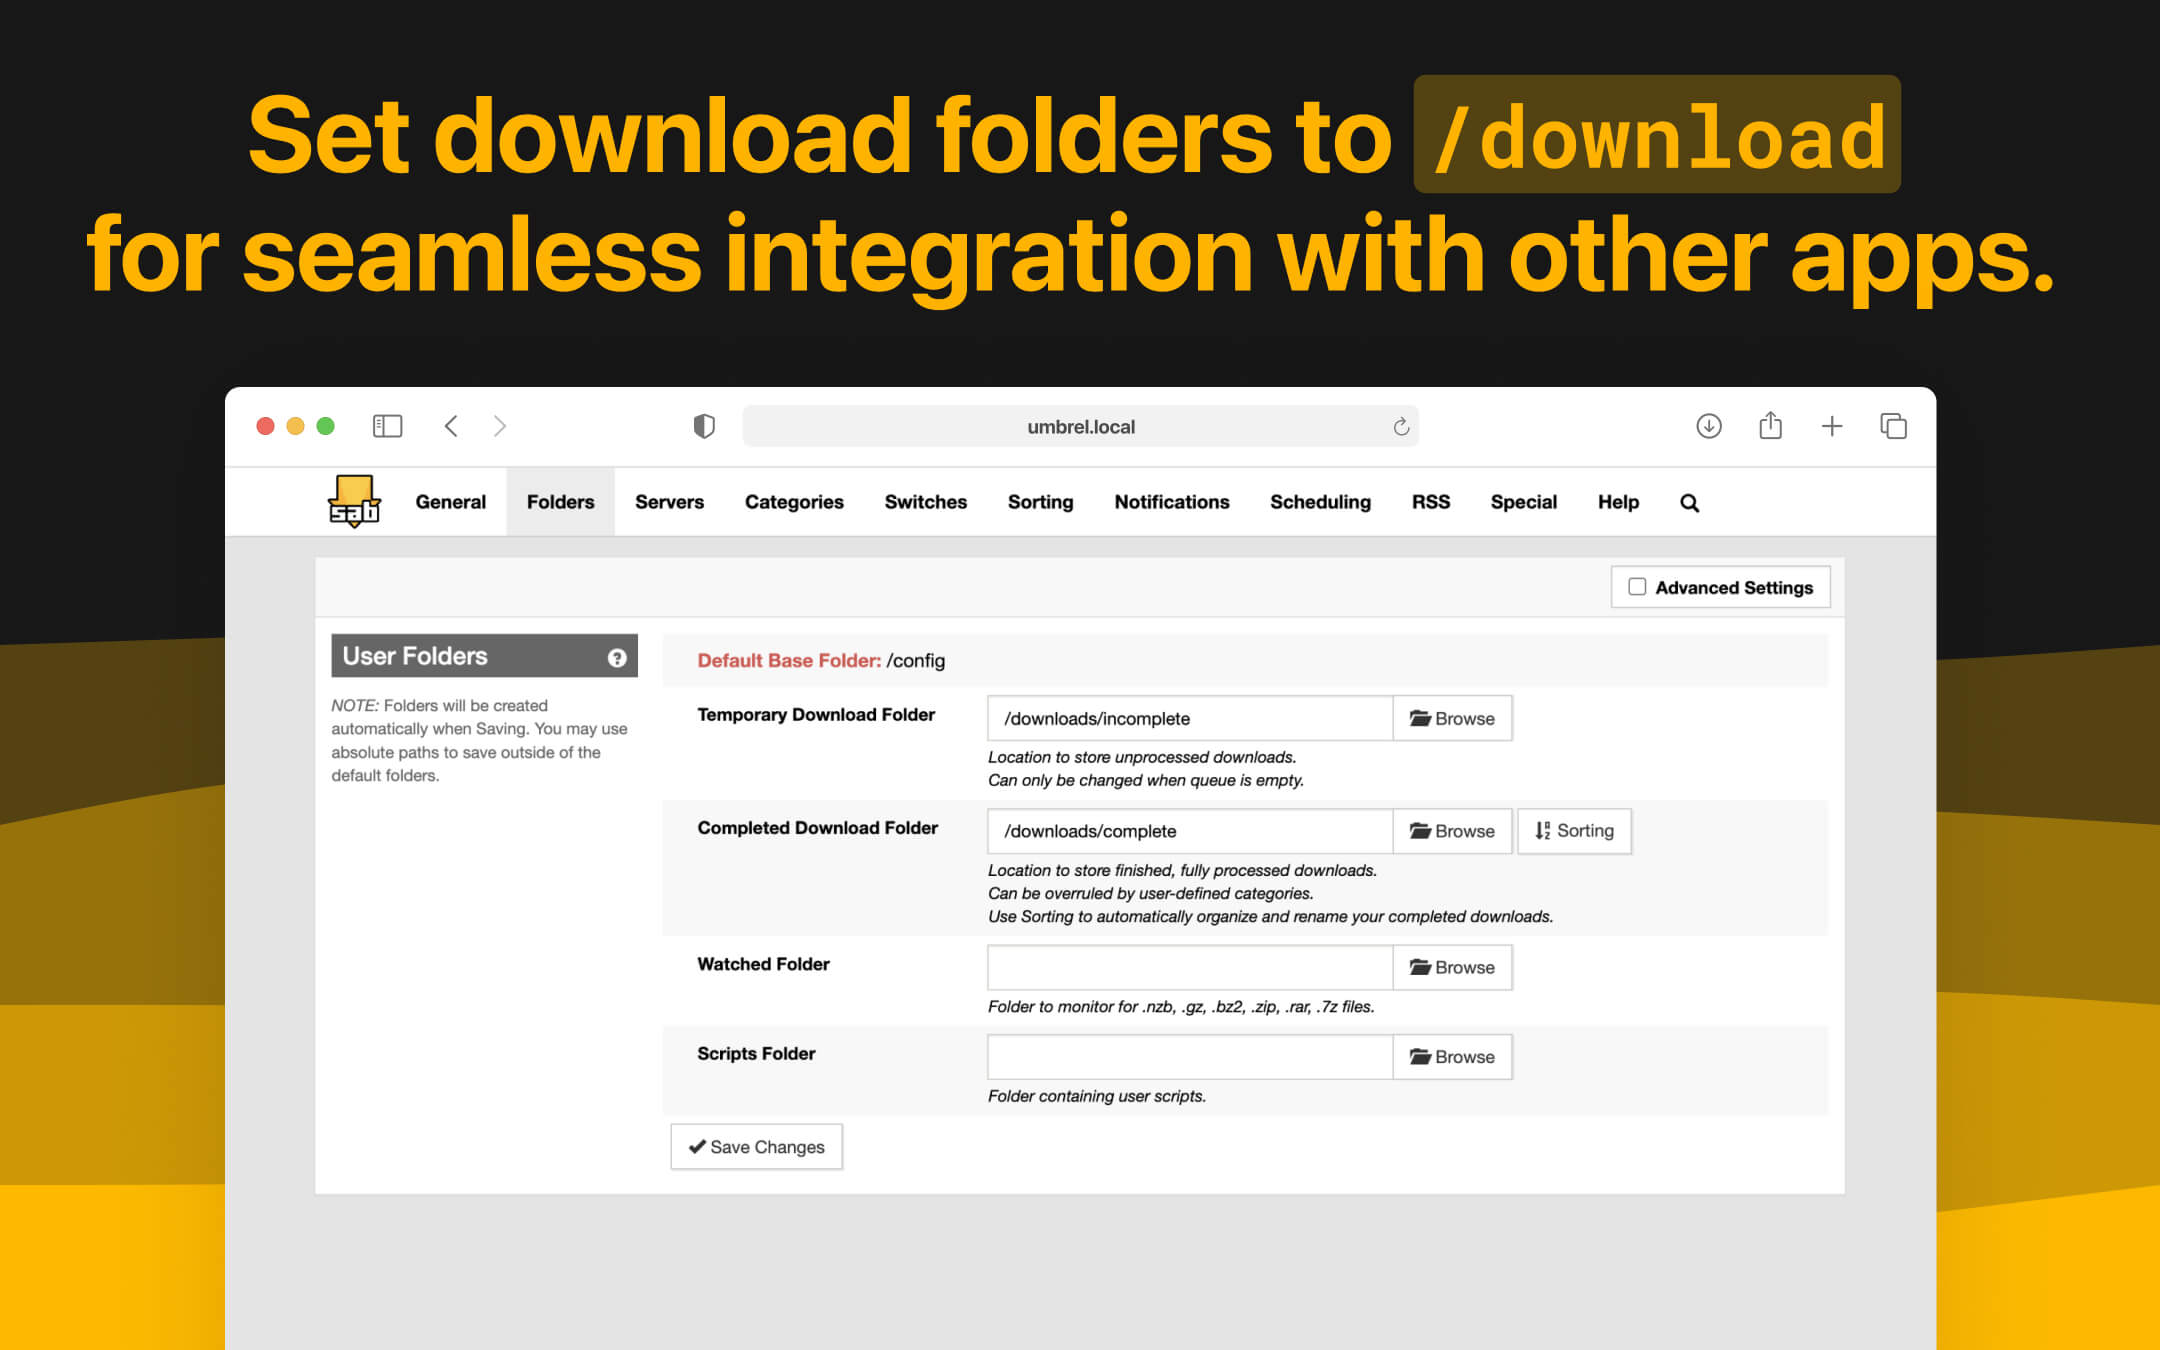 Set download folders to /download
for seamless integration with other apps.
umbrel.local
sab
General Folders Servers Categories Switches Sorting Notifications Scheduling RSS Special Help
Advanced Settings
User Folders ?
NOTE: Folders will be created
automatically when Saving. You may use
absolute paths to save outside of the
default folders.
Default Base Folder: /config
Temporary Download Folder
/downloads/incomplete
Browse
Location to store unprocessed downloads.
Can only be changed when queue is empty.
Completed Download Folder
/downloads/complete
Browse
Sorting
Location to store finished, fully processed downloads.
Can be overruled by user-defined categories.
Use Sorting to automatically organize and rename your completed downloads.
Watched Folder
Browse
Folder to monitor for .nzb, .gz, .bz2, .zip, .rar, .7z files.
Scripts Folder
Browse
Folder containing user scripts.
Save Changes